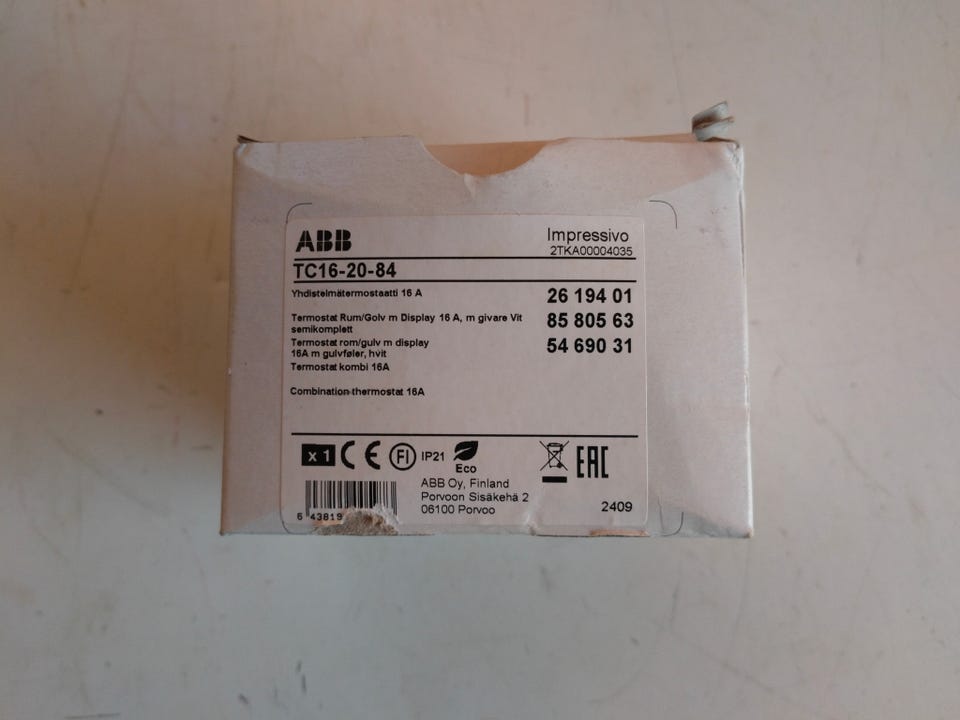 ABB
Impressivo
2TKA00004035
TC16-20-84
Yhdistelmätermostaatti 16 A
26 194 01
Termostat Rum/Golv m Display 16 A, m givare Vit
semikomplett
85 805 63
Termostat rom/gulv m display
16A m gulvføler, hvit
54 690 31
Termostat kombi 16A
Combination thermostat 16A
x 1 CE FI IP21 Eco EAC
ABB Oy, Finland
Porvoon Sisäkehä 2
06100 Porvoo
2409
6 43819